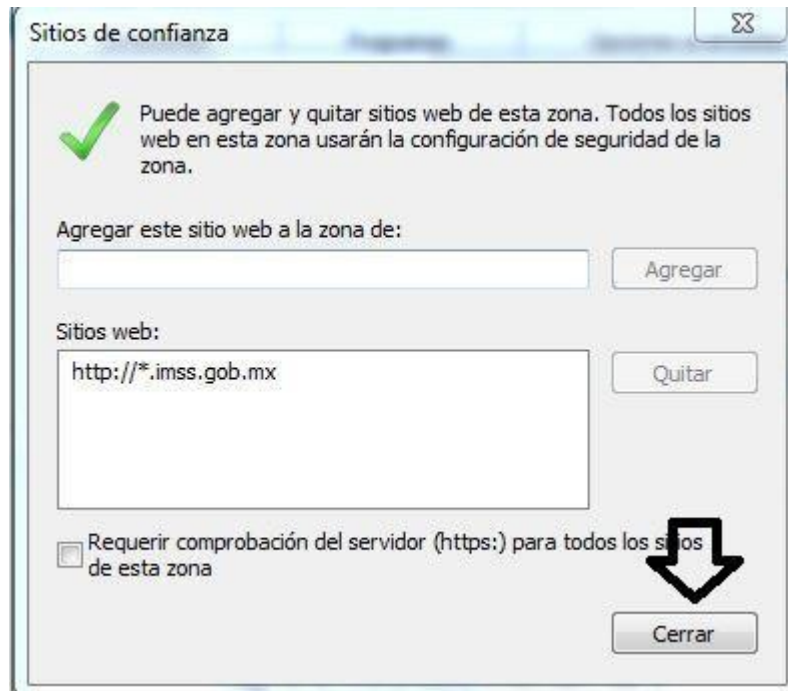 Sitios de confianza
Puede agregar y quitar sitios web de esta zona. Todos los sitios
web en esta zona usarán la configuración de seguridad de la
zona.
Agregar este sitio web a la zona de:
Agregar
Sitios web:
http://*.imss.gob.mx
Quitar
Requerir comprobación del servidor (https:) para todos los sitios
de esta zona
Cerrar